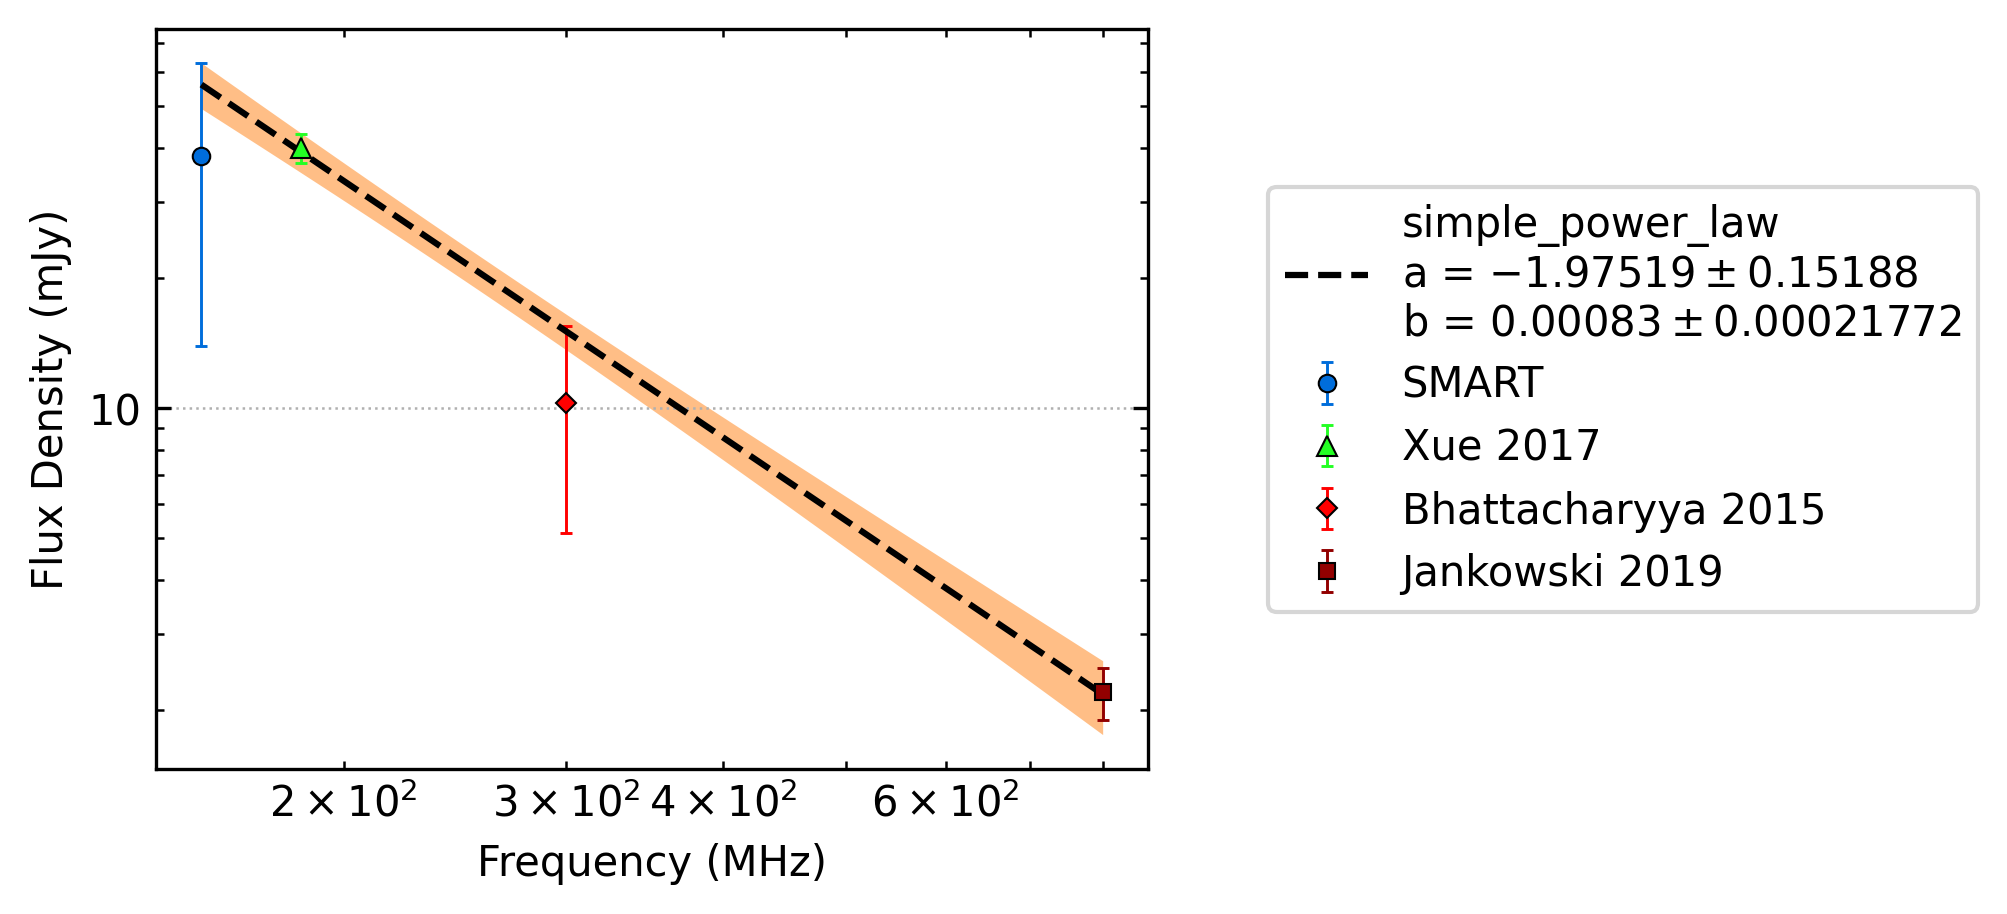 Flux Density (mJy)
10
2 × 10²
3 × 10²
4 × 10²
6 × 10²
Frequency (MHz)
simple_power_law
a = −1.97519 ± 0.15188
b = 0.00083 ± 0.00021772
SMART
Xue 2017
Bhattacharyya 2015
Jankowski 2019